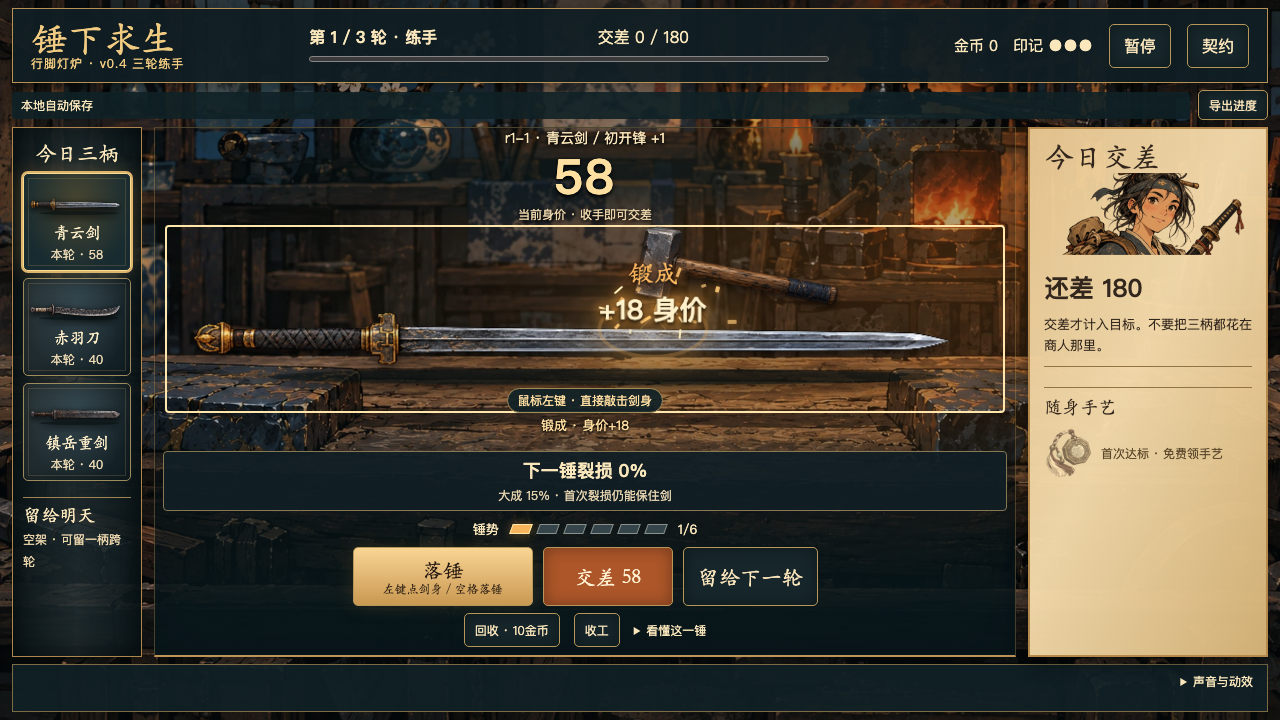 锤下求生
行脚灯炉 · v0.4 三轮练手
第 1 / 3 轮 · 练手
交差 0 / 180
金币 0
印记
暂停
契约
本地自动保存
导出进度
今日三柄
青云剑
本轮 · 58
赤羽刀
本轮 · 40
镇岳重剑
本轮 · 40
留给明天
空架 · 可留一柄跨
轮
r1–1 · 青云剑 / 初开锋 +1
58
当前身价 · 收手即可交差
锻成
+18 身价
鼠标左键 · 直接敲击剑身
锻成 · 身价+18
下一锤裂损 0%
大成 15% · 首次裂损仍能保住剑
锤势
1/6
落锤
左键点剑身 / 空格落锤
交差 58
留给下一轮
回收 · 10金币
收工
▶ 看懂这一锤
今日交差
还差 180
交差才计入目标。不要把三柄都花在
商人那里。
随身手艺
首次达标 · 免费领手艺
▶ 声音与动效